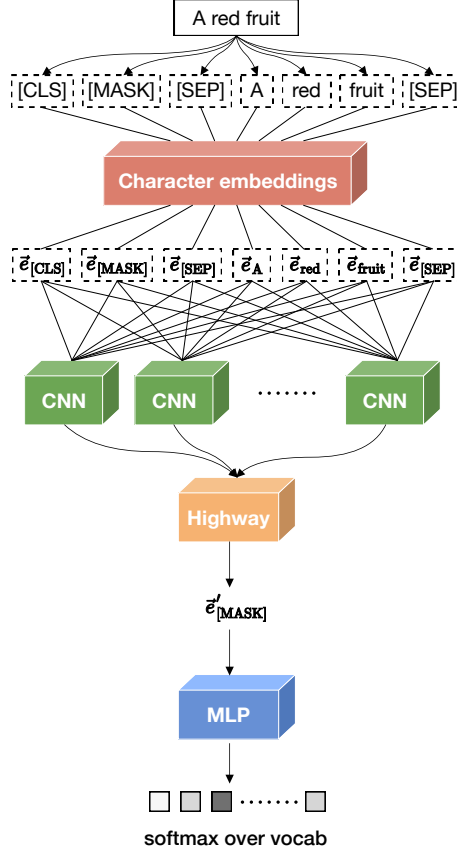 A red fruit
[CLS] [MASK] [SEP] A red fruit [SEP]
Character embeddings
e⃗[CLS] e⃗[MASK] e⃗[SEP] e⃗A e⃗red e⃗fruit e⃗[SEP]
CNN CNN ....... CNN
Highway
e⃗′[MASK]
MLP
.......
softmax over vocab